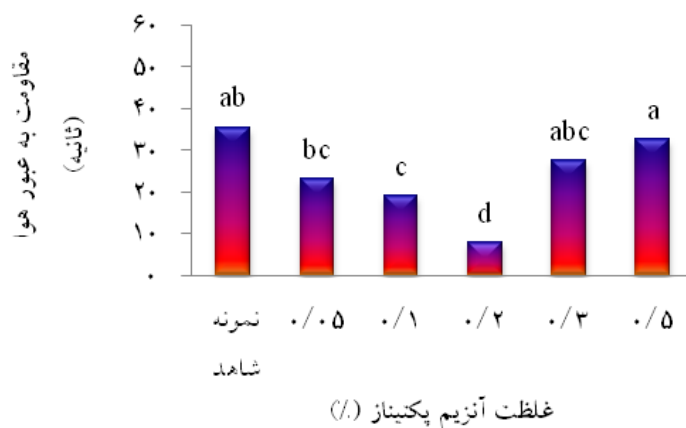 مقاومت به عبور هوا
(ثانیه)
۶۰
۵۰
۴۰
۳۰
۲۰
۱۰
۰
ab
bc
c
d
abc
a
نمونه
شاهد
۰/۰۵
۰/۱
۰/۲
۰/۳
۰/۵
غلظت آنزیم پکتیناز (٪)